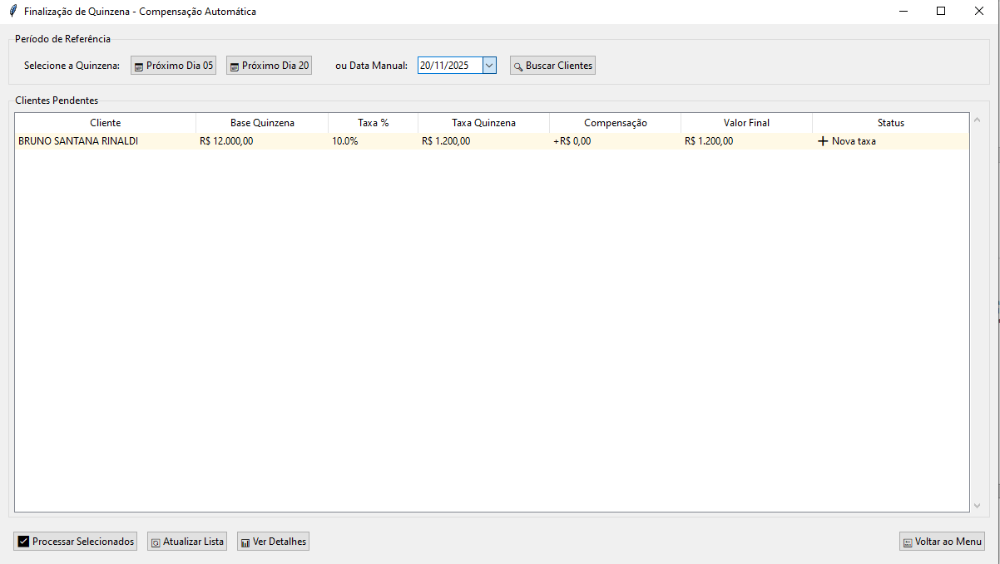 Finalização de Quinzena - Compensação Automática
Período de Referência
Selecione a Quinzena: Próximo Dia 05 Próximo Dia 20 ou Data Manual: 20/11/2025 Buscar Clientes
Clientes Pendentes
Cliente Base Quinzena Taxa % Taxa Quinzena Compensação Valor Final Status
BRUNO SANTANA RINALDI R$ 12.000,00 10.0% R$ 1.200,00 +R$ 0,00 R$ 1.200,00 + Nova taxa
Processar Selecionados Atualizar Lista Ver Detalhes Voltar ao Menu